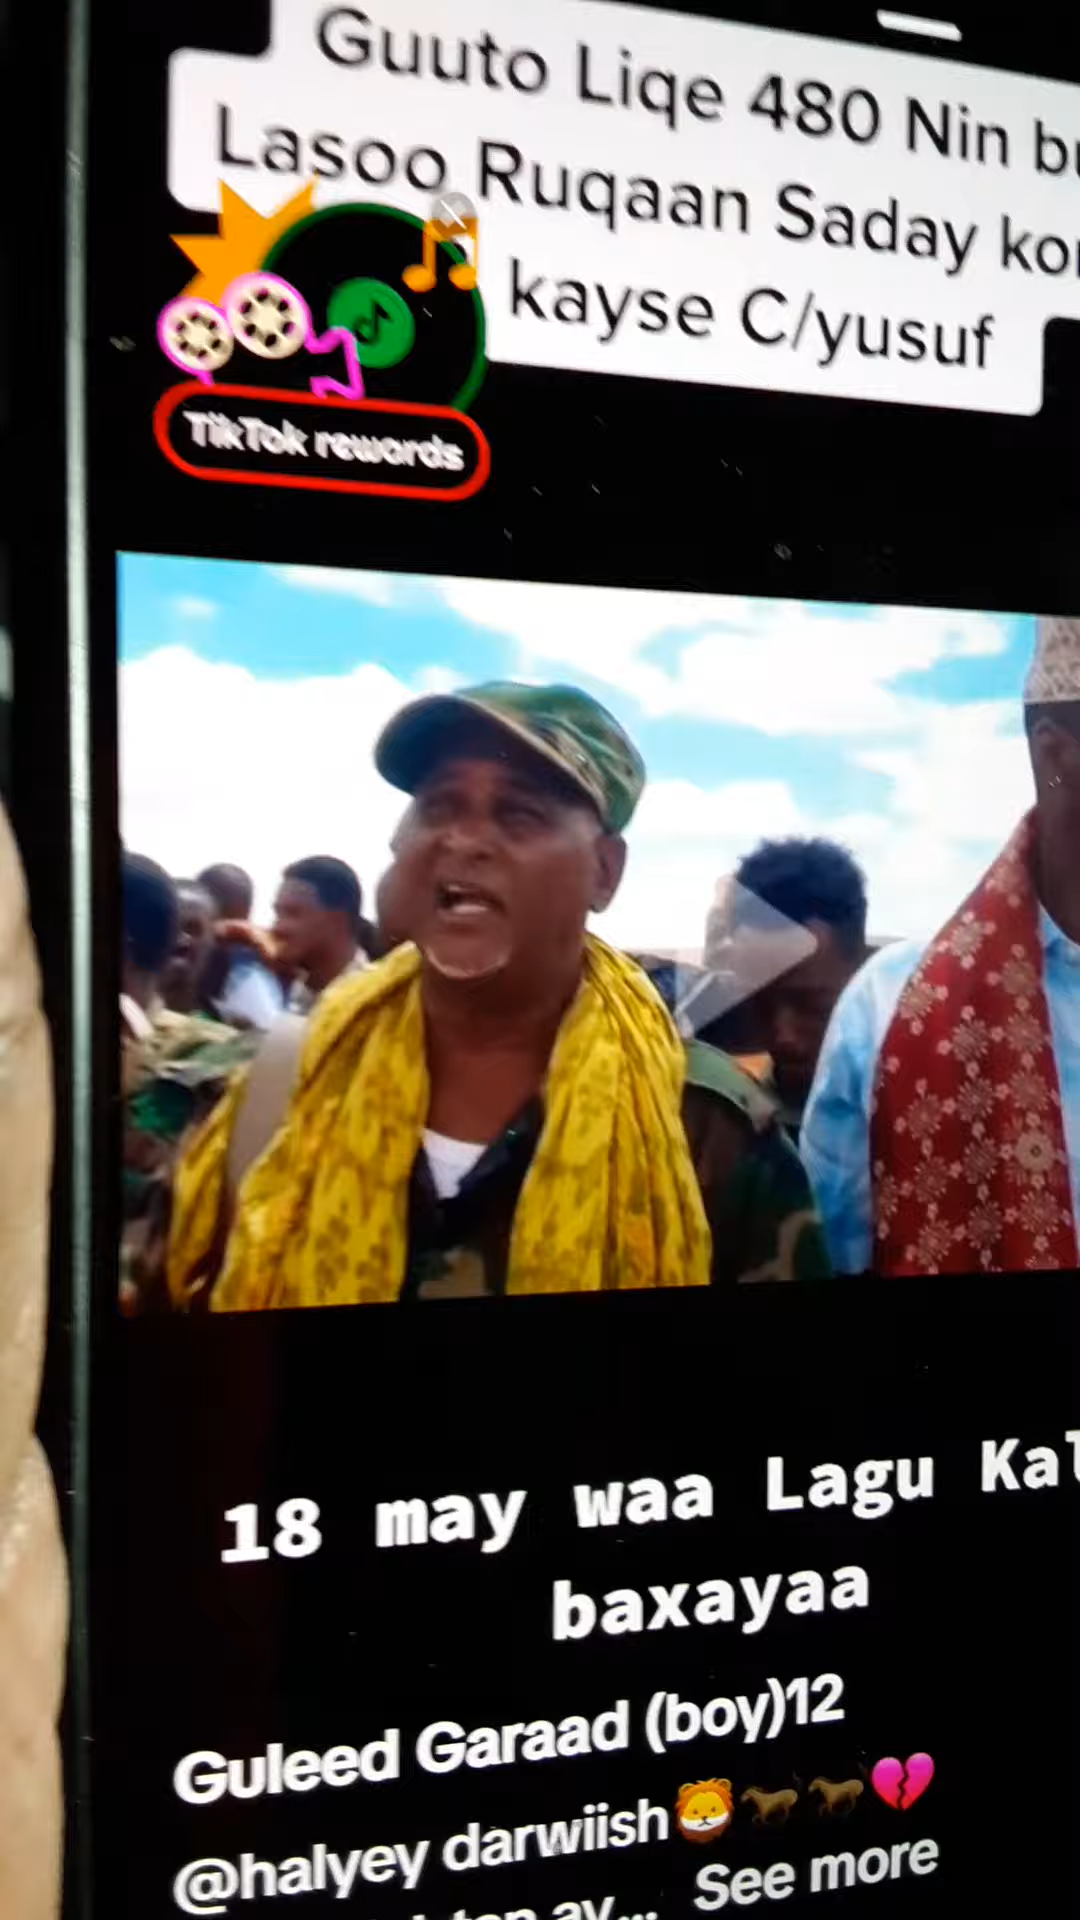 Guuto Liqe 480 Nin
Lasoo Ruqaan Saday
kayse C/yusuf
TikTok rewards
18 may waa Lagu
baxayaa
Guleed Garaad (boy)12
@halyey darwiish🦁🐎🐎💔
See more